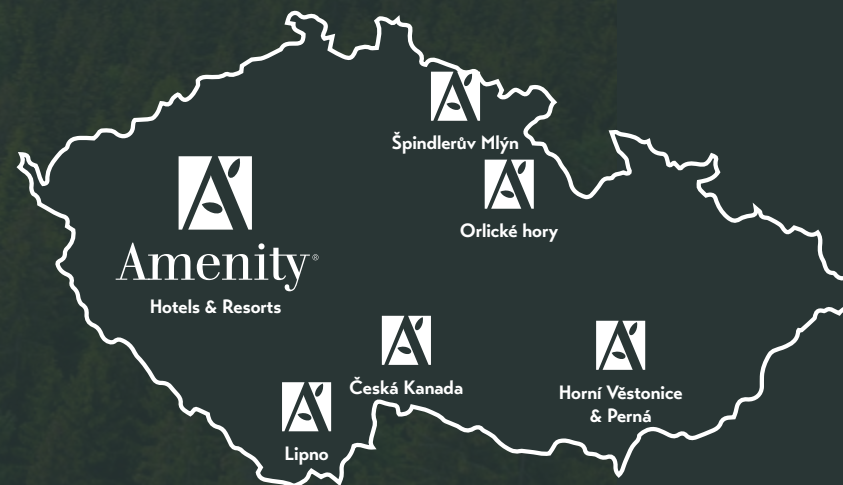 Špindlerův Mlýn
Orlické hory
Amenity®
Hotels & Resorts
Česká Kanada
Horní Věstonice
& Perná
Lipno